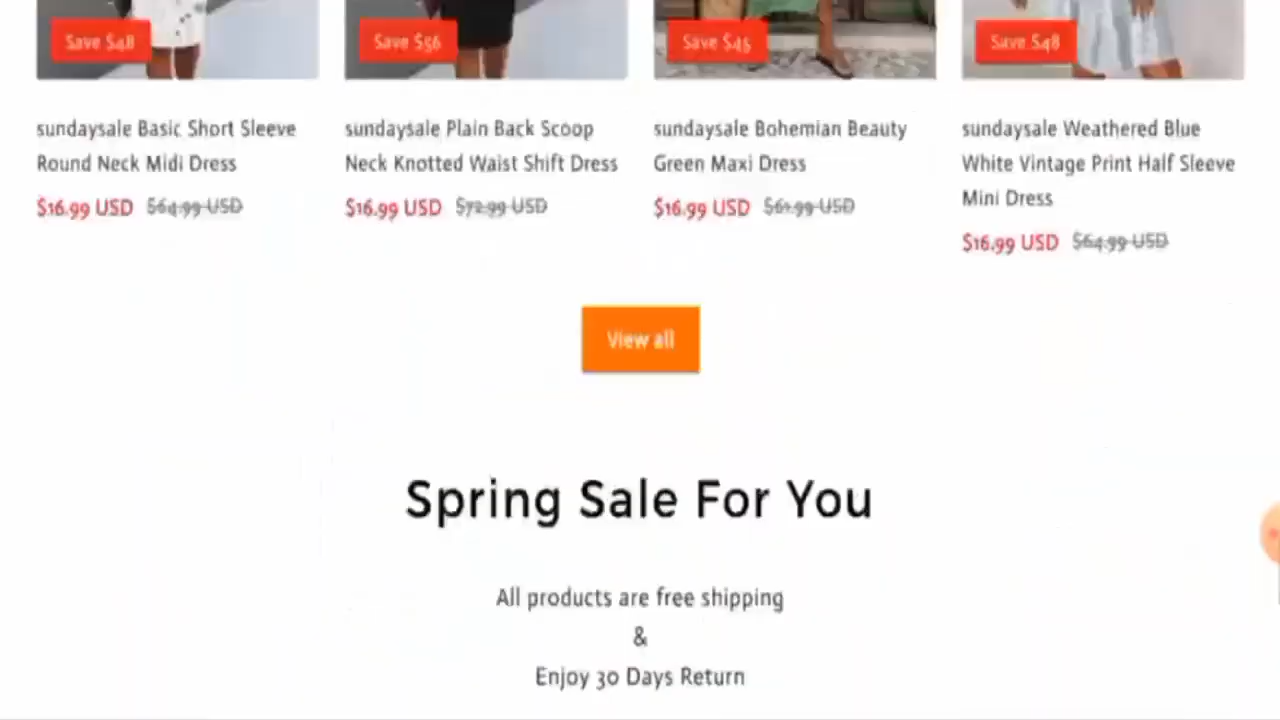 Save $48 Save $56 Save $45 Save $48
sundaysale Basic Short Sleeve
Round Neck Midi Dress
$16.99 USD $64.99 USD
sundaysale Plain Back Scoop
Neck Knotted Waist Shift Dress
$16.99 USD $72.99 USD
sundaysale Bohemian Beauty
Green Maxi Dress
$16.99 USD $61.99 USD
sundaysale Weathered Blue
White Vintage Print Half Sleeve
Mini Dress
$16.99 USD $64.99 USD
View all
Spring Sale For You
All products are free shipping
&
Enjoy 30 Days Return